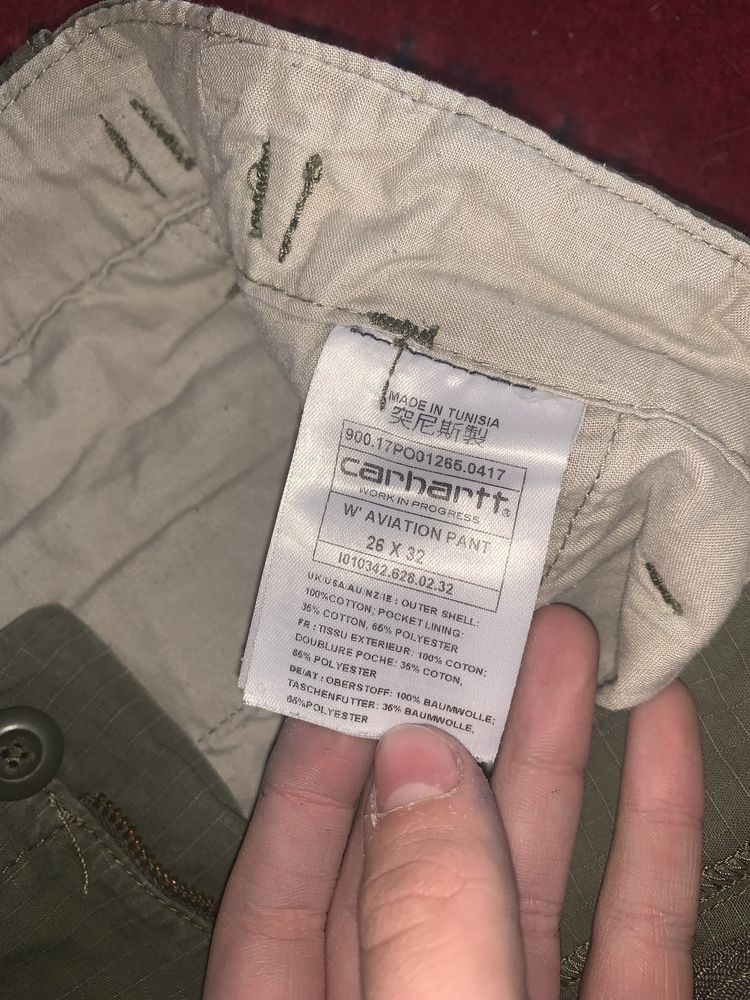 MADE IN TUNISIA
突尼斯製
900.17PO01265.0417
carhartt®
WORK IN PROGRESS
W' AVIATION PANT
26 X 32
I010342.628.02.32
UK/USA/AU/NZ/IE : OUTER SHELL:
100%COTTON; POCKET LINING:
35% COTTON, 65% POLYESTER
FR : TISSU EXTERIEUR: 100% COTON;
DOUBLURE POCHE: 35% COTON,
65% POLYESTER
DE/AT : OBERSTOFF: 100% BAUMWOLLE;
TASCHENFUTTER: 35% BAUMWOLLE,
65%POLYESTER